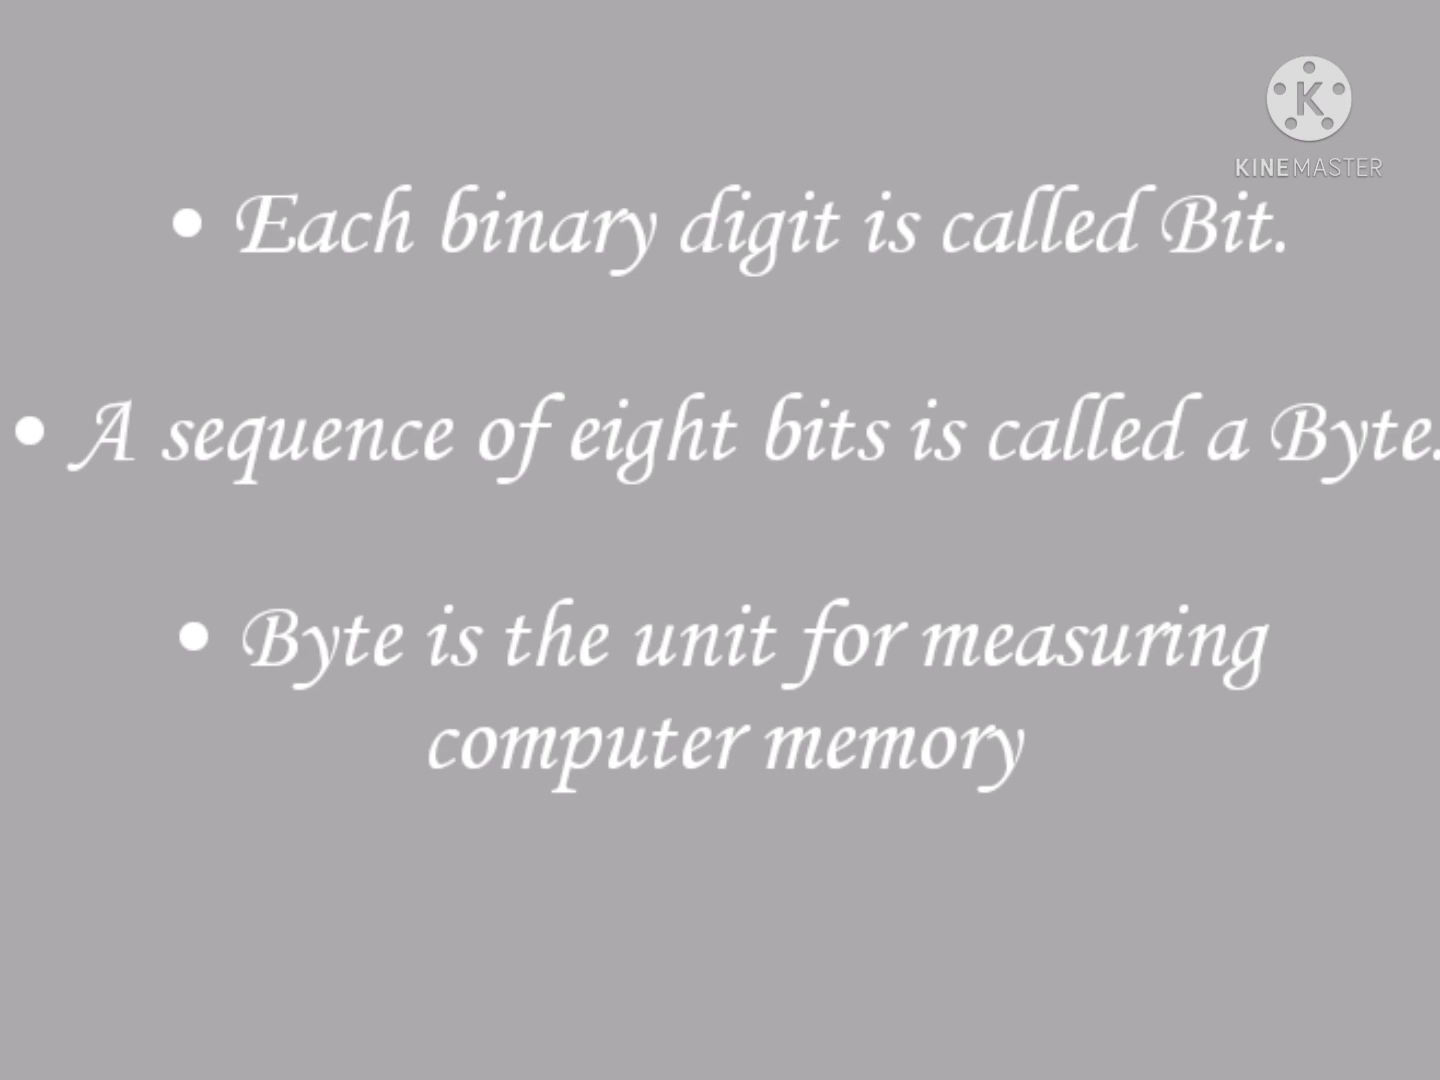 K
KINEMASTER
• Each binary digit is called Bit.
• A sequence of eight bits is called a Byte.
• Byte is the unit for measuring
computer memory